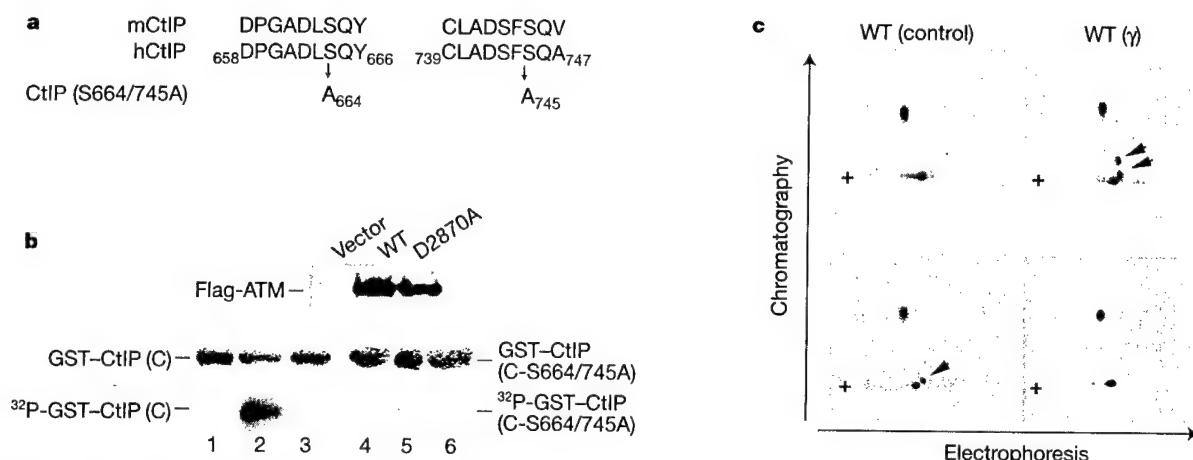 a
mCtIP DPGADLSQY CLADSFSQV
hCtIP 658DPGADLSQY666 739CLADSFSQA747
CtIP (S664/745A) A664 A745
b
Vector WT D2870A
Flag-ATM
GST–CtIP (C) GST–CtIP (C-S664/745A)
32P-GST–CtIP (C) 32P-GST–CtIP (C-S664/745A)
1 2 3 4 5 6
c
WT (control) WT (γ)
Chromatography
+ +
+ +
Electrophoresis